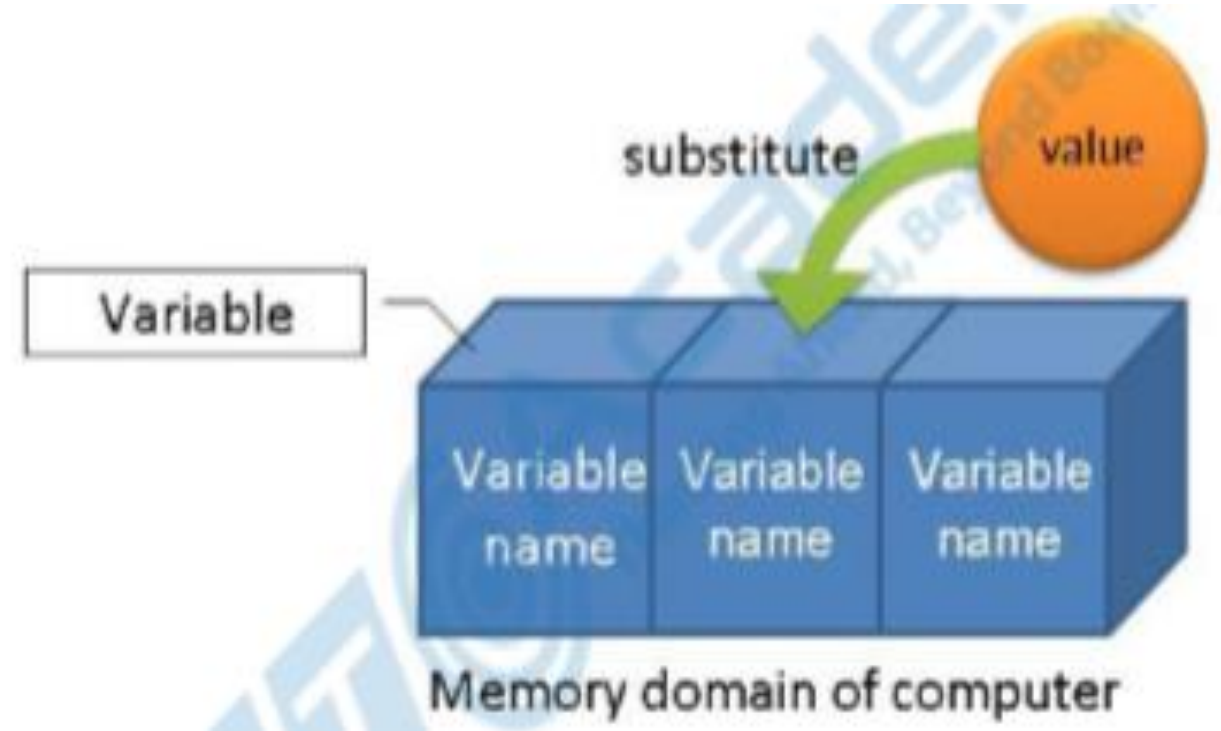 value
substitute
Variable
Variable Variable Variable
name name name
Memory domain of computer